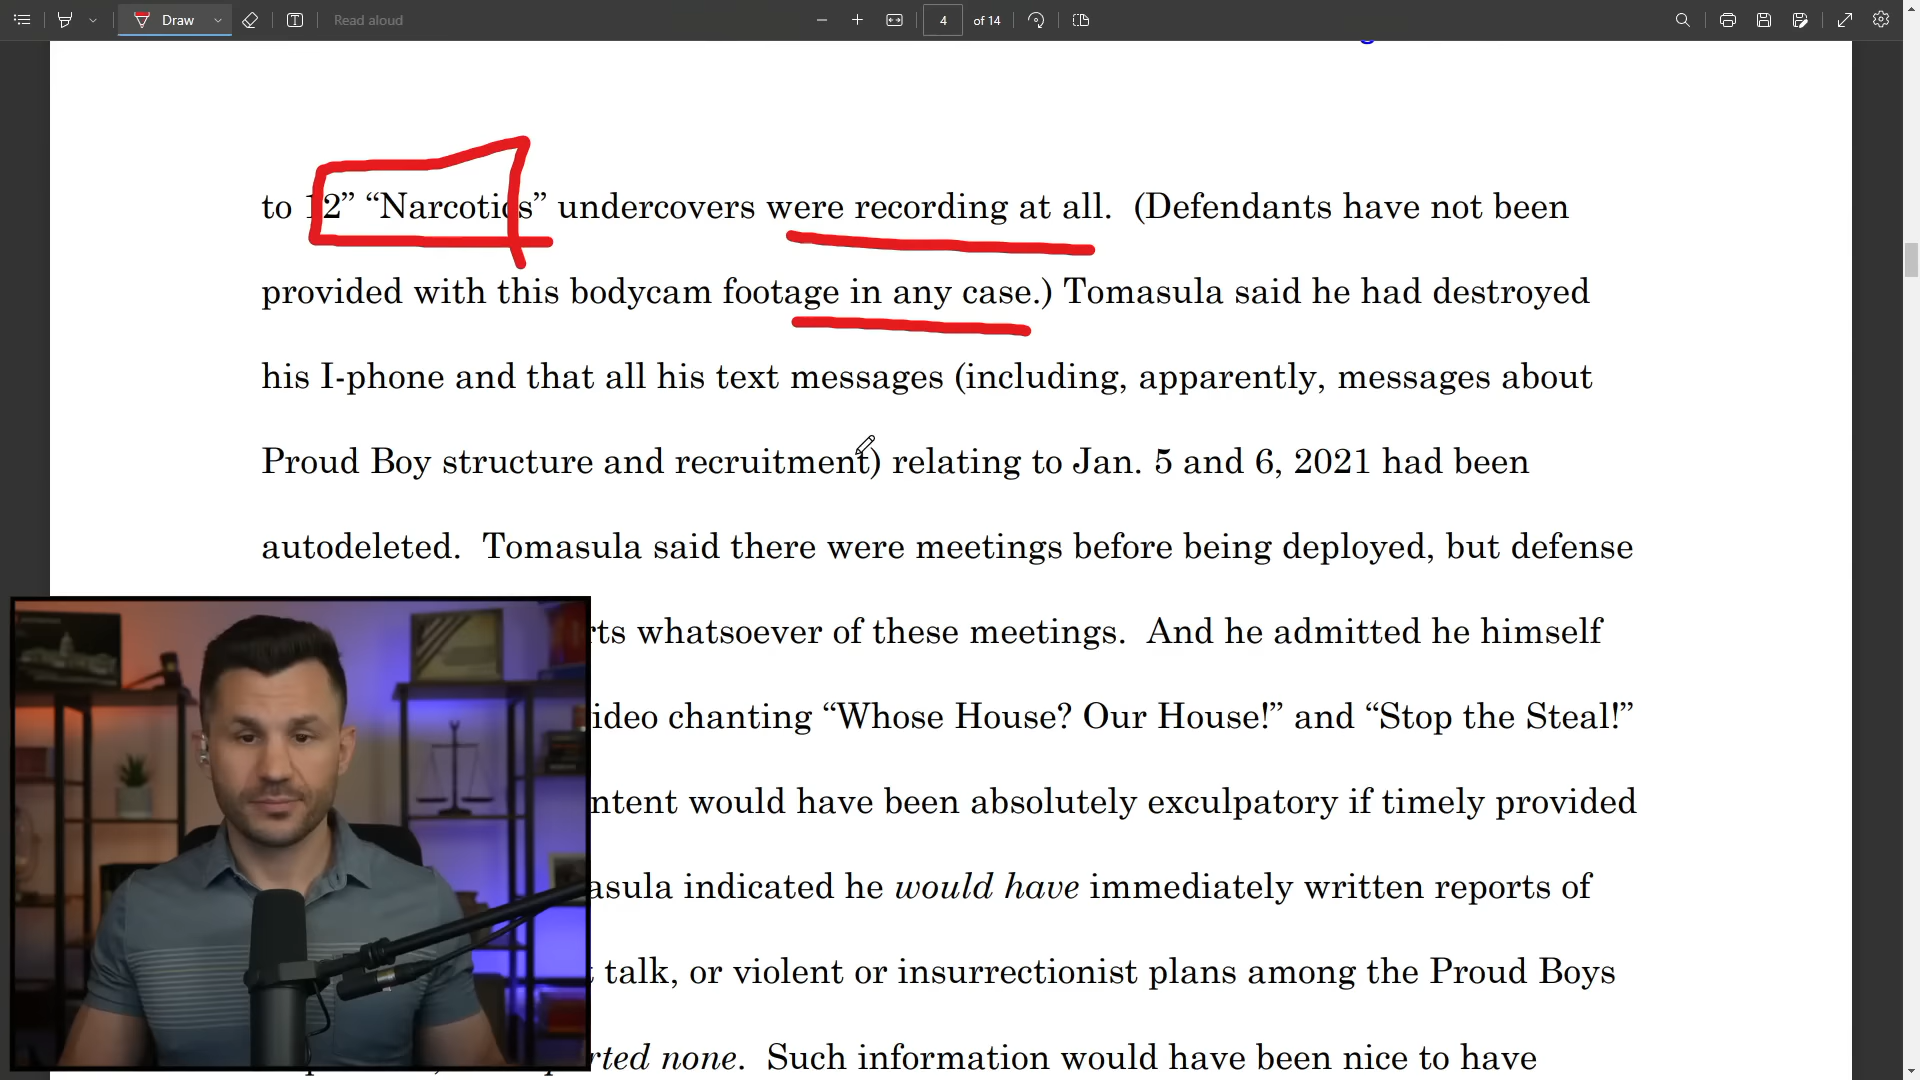 Draw
Read aloud
4 of 14
to 12” “Narcotics” undercovers were recording at all. (Defendants have not been
provided with this bodycam footage in any case.) Tomasula said he had destroyed
his I-phone and that all his text messages (including, apparently, messages about
Proud Boy structure and recruitment) relating to Jan. 5 and 6, 2021 had been
autodeleted. Tomasula said there were meetings before being deployed, but defense
rts whatsoever of these meetings. And he admitted he himself
ideo chanting “Whose House? Our House!” and “Stop the Steal!”
ntent would have been absolutely exculpatory if timely provided
asula indicated he would have immediately written reports of
talk, or violent or insurrectionist plans among the Proud Boys
rted none. Such information would have been nice to have